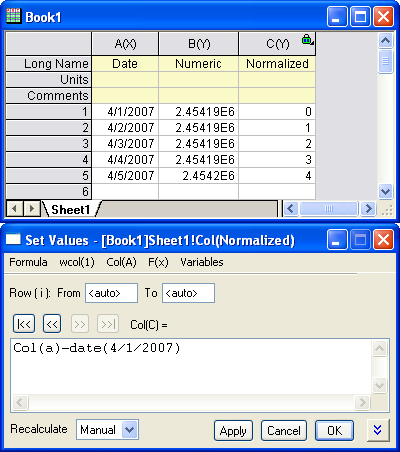 Book1
A(X) B(Y) C(Y)
Long Name Date Numeric Normalized
Units
Comments
1 4/1/2007 2.45419E6 0
2 4/2/2007 2.45419E6 1
3 4/3/2007 2.45419E6 2
4 4/4/2007 2.45419E6 3
5 4/5/2007 2.4542E6 4
6
Sheet1
Set Values - [Book1]Sheet1!Col(Normalized)
Formula wcol(1) Col(A) F(x) Variables
Row ( i ): From <auto> To <auto>
|<< << >> >>| Col(C) =
Col(a)-date(4/1/2007)
Recalculate Manual Apply Cancel OK